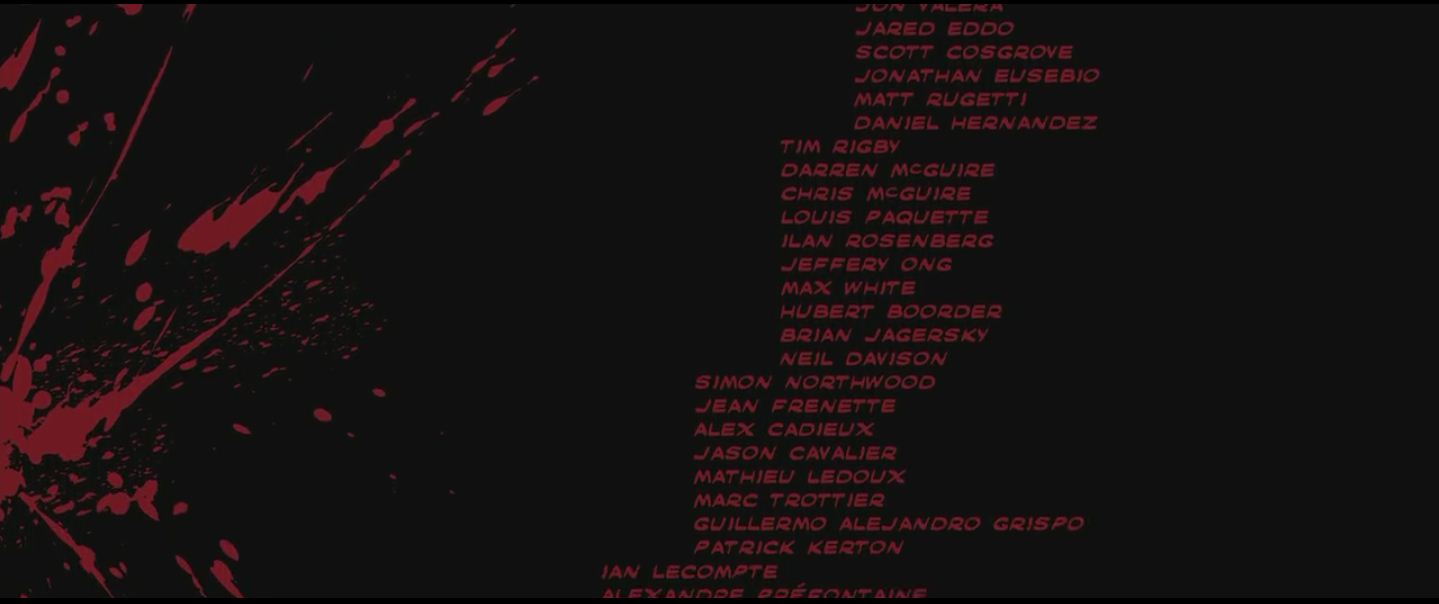 JON VALERA
JARED EDDO
SCOTT COSGROVE
JONATHAN EUSEBIO
MATT RUGETTI
DANIEL HERNANDEZ
TIM RIGBY
DARREN McGUIRE
CHRIS McGUIRE
LOUIS PAQUETTE
ILAN ROSENBERG
JEFFERY ONG
MAX WHITE
HUBERT BOORDER
BRIAN JAGERSKY
NEIL DAVISON
SIMON NORTHWOOD
JEAN FRENETTE
ALEX CADIEUX
JASON CAVALIER
MATHIEU LEDOUX
MARC TROTTIER
GUILLERMO ALEJANDRO GRISPO
PATRICK KERTON
IAN LECOMPTE
ALEXANDRE PRÉFONTAINE